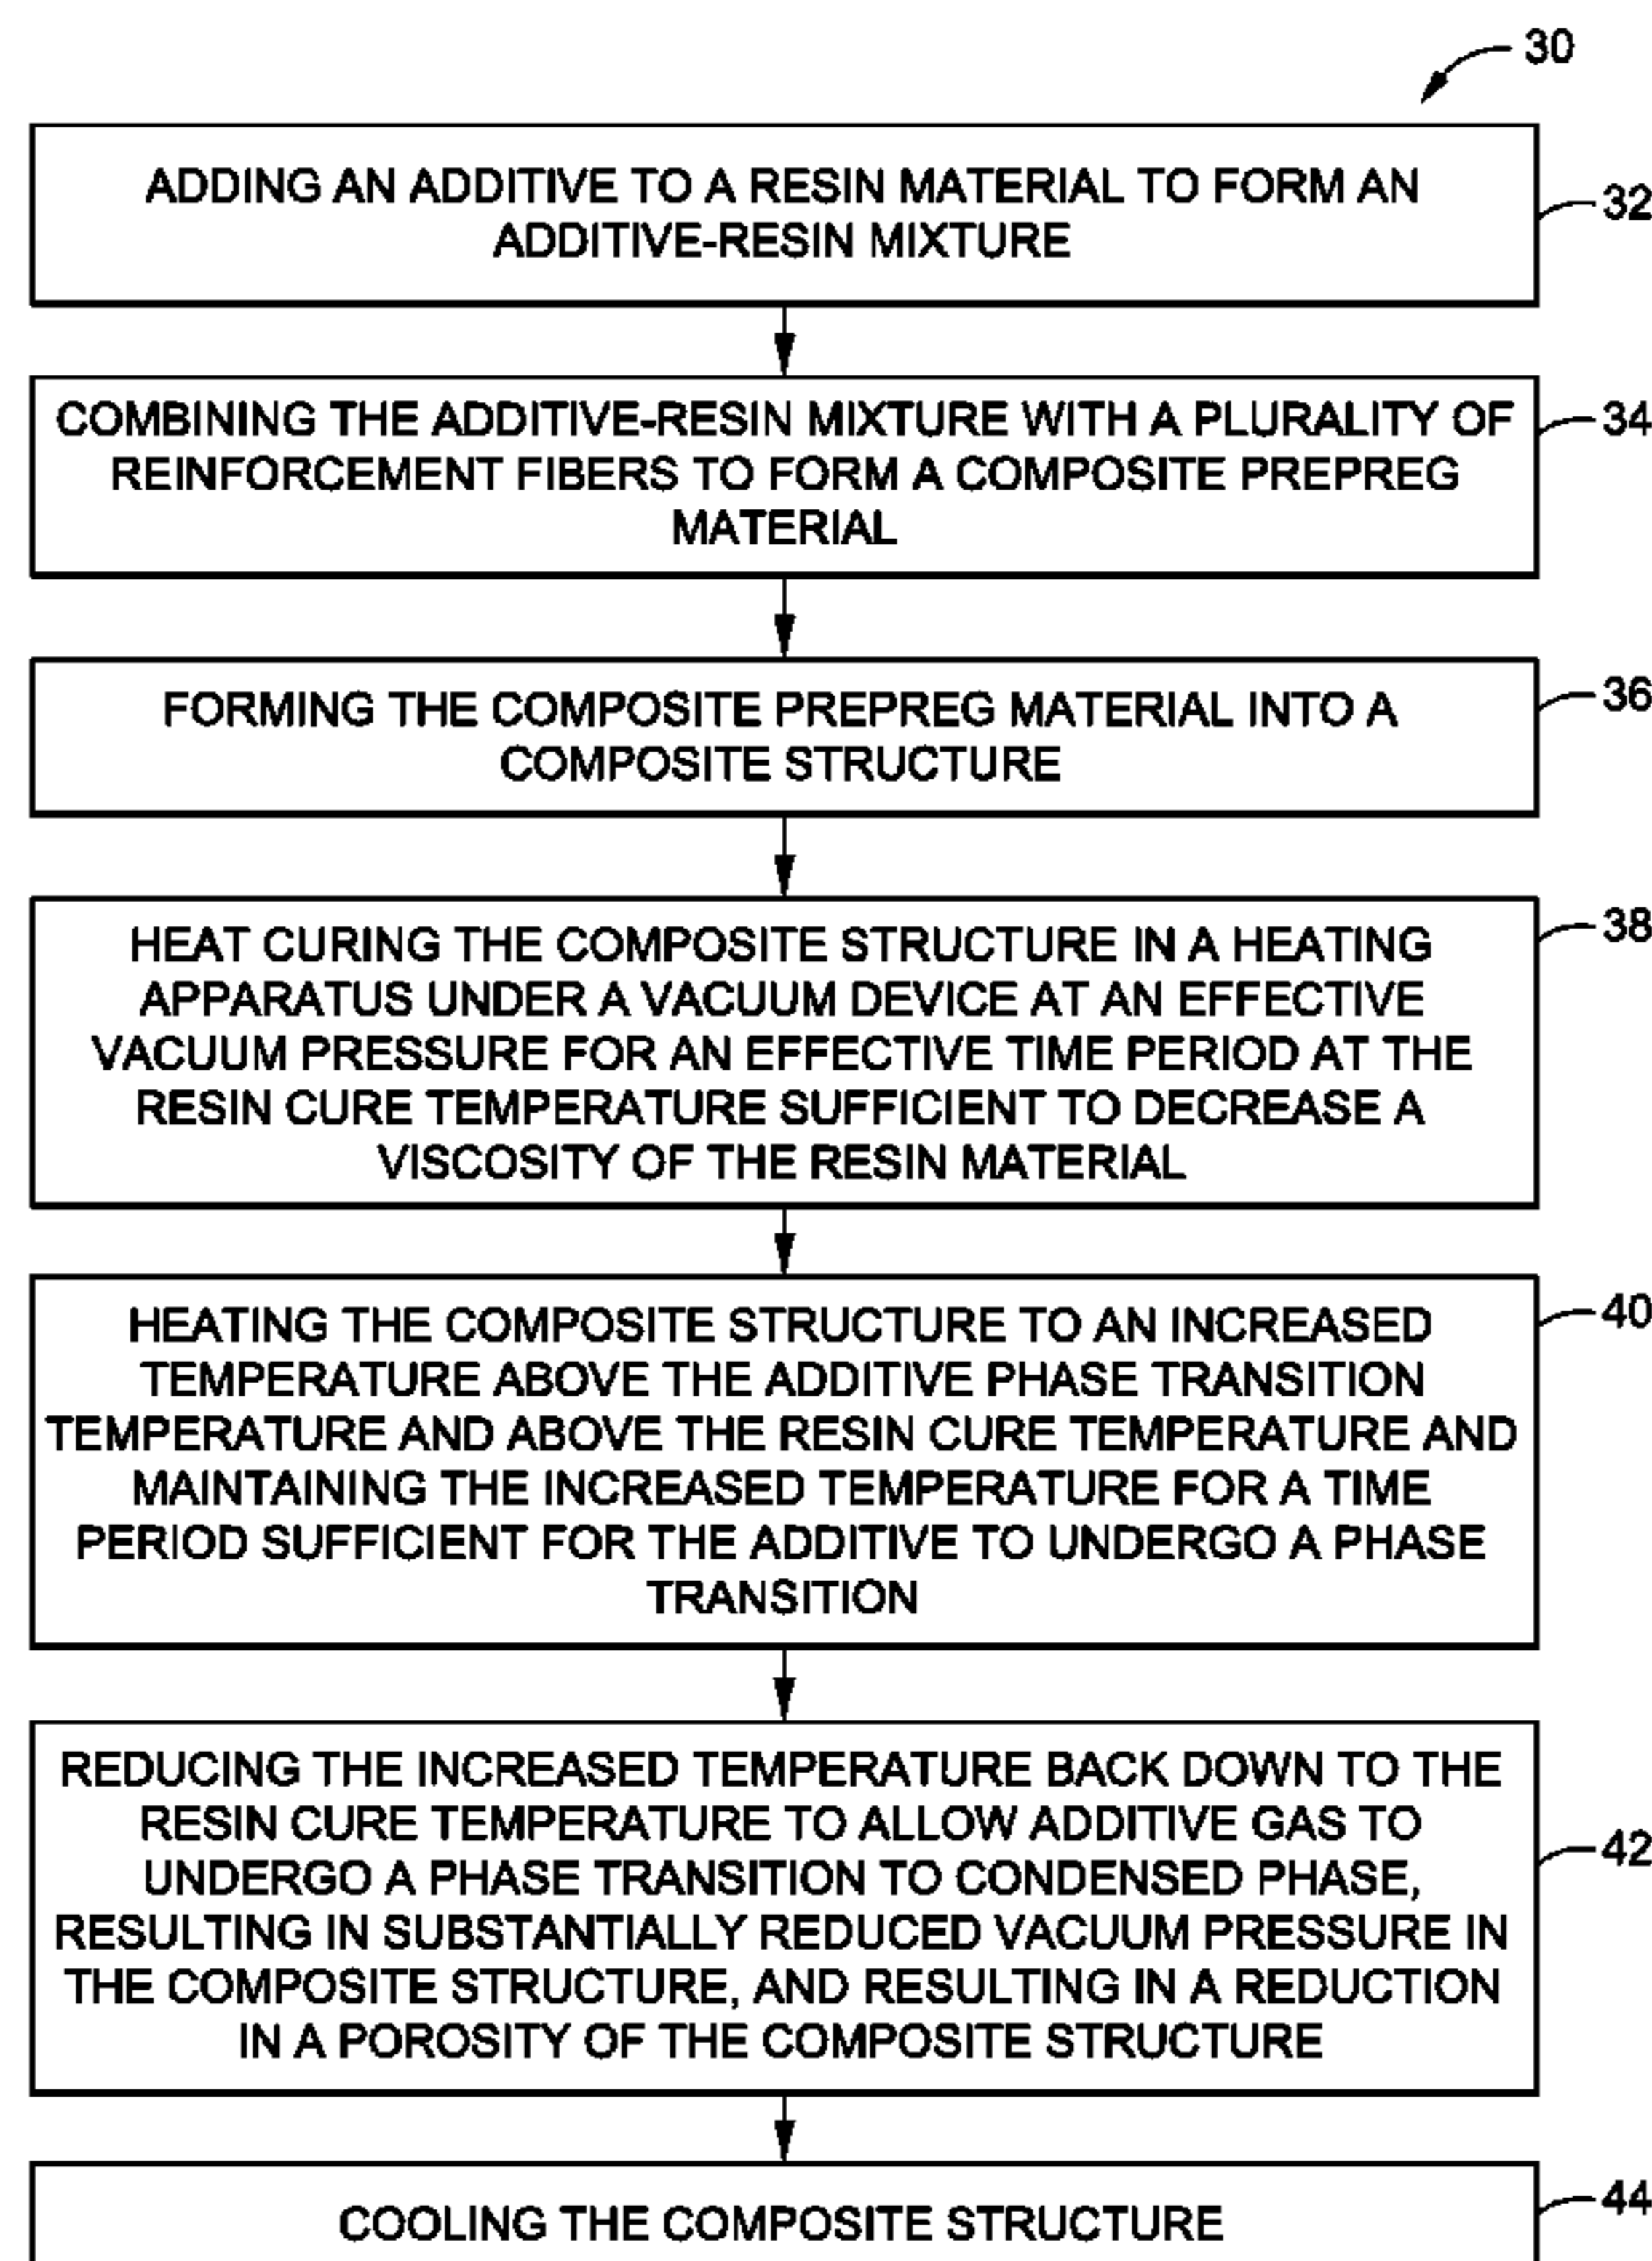 30
ADDING AN ADDITIVE TO A RESIN MATERIAL TO FORM AN
ADDITIVE-RESIN MIXTURE
32
COMBINING THE ADDITIVE-RESIN MIXTURE WITH A PLURALITY OF
REINFORCEMENT FIBERS TO FORM A COMPOSITE PREPREG
MATERIAL
34
FORMING THE COMPOSITE PREPREG MATERIAL INTO A
COMPOSITE STRUCTURE
36
HEAT CURING THE COMPOSITE STRUCTURE IN A HEATING
APPARATUS UNDER A VACUUM DEVICE AT AN EFFECTIVE
VACUUM PRESSURE FOR AN EFFECTIVE TIME PERIOD AT THE
RESIN CURE TEMPERATURE SUFFICIENT TO DECREASE A
VISCOSITY OF THE RESIN MATERIAL
38
HEATING THE COMPOSITE STRUCTURE TO AN INCREASED
TEMPERATURE ABOVE THE ADDITIVE PHASE TRANSITION
TEMPERATURE AND ABOVE THE RESIN CURE TEMPERATURE AND
MAINTAINING THE INCREASED TEMPERATURE FOR A TIME
PERIOD SUFFICIENT FOR THE ADDITIVE TO UNDERGO A PHASE
TRANSITION
40
REDUCING THE INCREASED TEMPERATURE BACK DOWN TO THE
RESIN CURE TEMPERATURE TO ALLOW ADDITIVE GAS TO
UNDERGO A PHASE TRANSITION TO CONDENSED PHASE,
RESULTING IN SUBSTANTIALLY REDUCED VACUUM PRESSURE IN
THE COMPOSITE STRUCTURE, AND RESULTING IN A REDUCTION
IN A POROSITY OF THE COMPOSITE STRUCTURE
42
COOLING THE COMPOSITE STRUCTURE
44